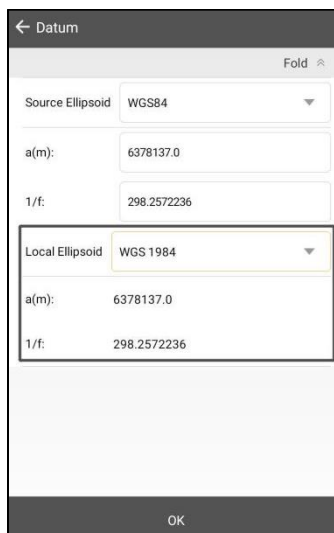 ← Datum
Fold
Source Ellipsoid WGS84
a(m): 6378137.0
1/f: 298.2572236
Local Ellipsoid WGS 1984
a(m): 6378137.0
1/f: 298.2572236
OK